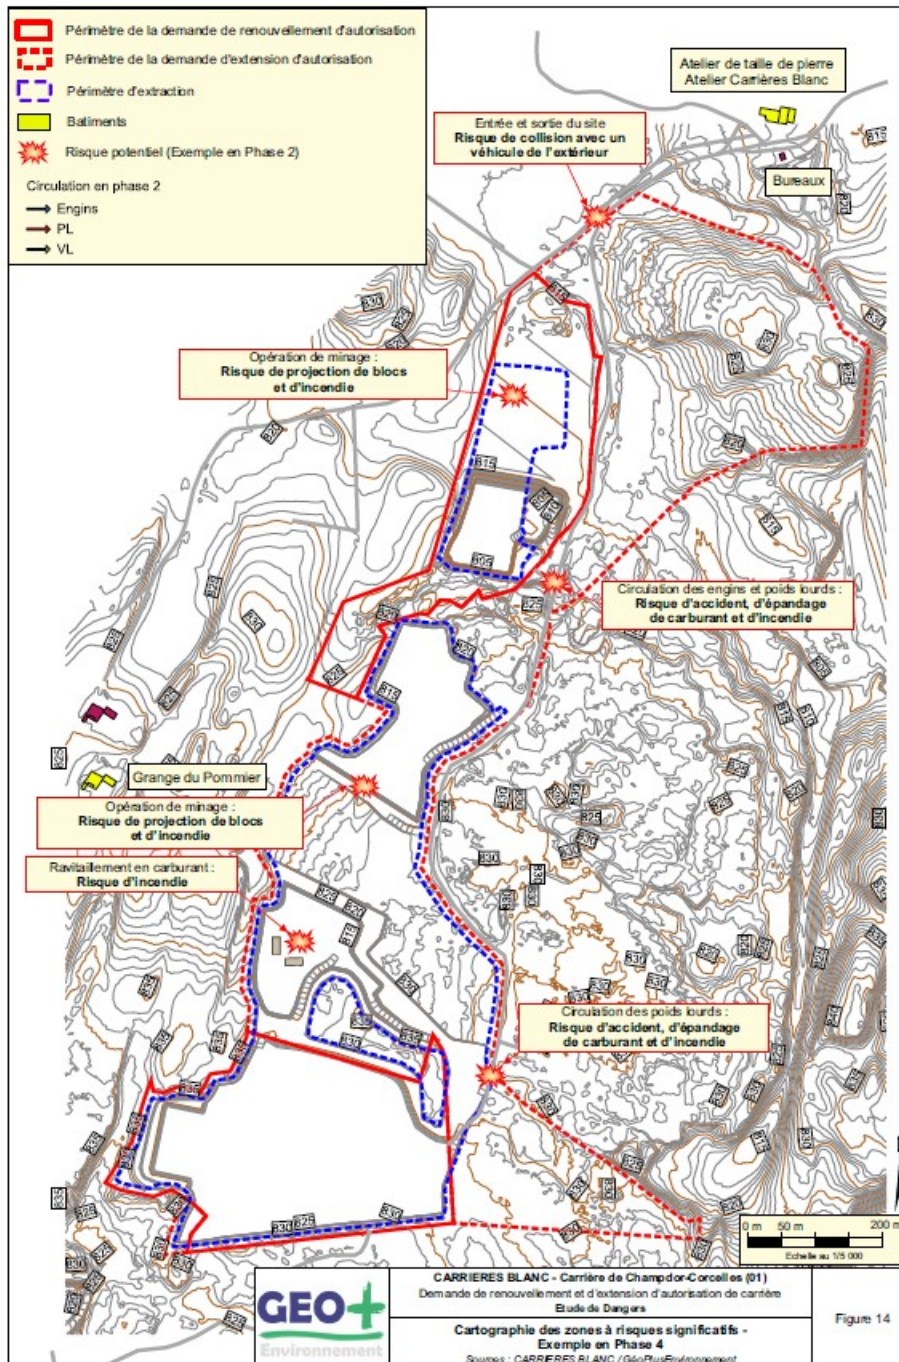 Périmètre de la demande de renouvellement d'autorisation
Périmètre de la demande d'extension d'autorisation
Périmètre d'extraction
Batiments
Risque potentiel (Exemple en Phase 2)
Circulation en phase 2
Engins
PL
VL
Atelier de taille de pierre
Atelier Carrières Blanc
Entrée et sortie du site
Risque de collision avec un
véhicule de l'extérieur
Bureaux
Opération de minage :
Risque de projection de blocs
et d'incendie
Circulation des engins et poids lourds :
Risque d'accident, d'épandage
de carburant et d'incendie
Grange du Pommier
Opération de minage :
Risque de projection de blocs
et d'incendie
Ravitaillement en carburant :
Risque d'incendie
Circulation des poids lourds :
Risque d'accident, d'épandage
de carburant et d'incendie
0 m 50 m 200 m
Echelle au 1/5 000
GEO+
Environnement
CARRIERES BLANC - Carrière de Champdor-Corcelles (01)
Demande de renouvellement et d'extension d'autorisation de carrière
Etude de Dangers
Cartographie des zones à risques significatifs -
Exemple en Phase 4
Sources : CARRIERES BLANC / GéoPlusEnvironnement
Figure 14